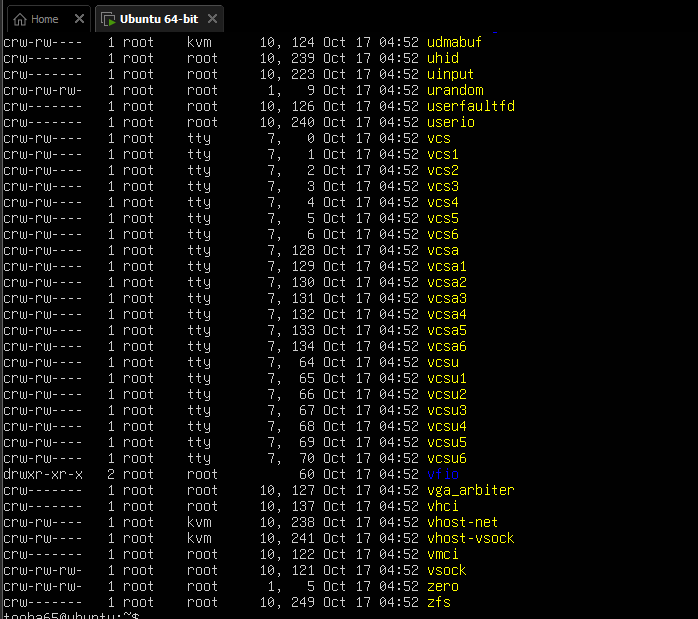 Home
Ubuntu 64-bit
crw-rw---- 1 root kvm 10, 124 Oct 17 04:52 udmabuf
crw------- 1 root root 10, 239 Oct 17 04:52 uhid
crw------- 1 root root 10, 223 Oct 17 04:52 uinput
crw-rw-rw- 1 root root 1, 9 Oct 17 04:52 urandom
crw------- 1 root root 10, 126 Oct 17 04:52 userfaultfd
crw------- 1 root root 10, 240 Oct 17 04:52 userio
crw-rw---- 1 root tty 7, 0 Oct 17 04:52 vcs
crw-rw---- 1 root tty 7, 1 Oct 17 04:52 vcs1
crw-rw---- 1 root tty 7, 2 Oct 17 04:52 vcs2
crw-rw---- 1 root tty 7, 3 Oct 17 04:52 vcs3
crw-rw---- 1 root tty 7, 4 Oct 17 04:52 vcs4
crw-rw---- 1 root tty 7, 5 Oct 17 04:52 vcs5
crw-rw---- 1 root tty 7, 6 Oct 17 04:52 vcs6
crw-rw---- 1 root tty 7, 128 Oct 17 04:52 vcsa
crw-rw---- 1 root tty 7, 129 Oct 17 04:52 vcsa1
crw-rw---- 1 root tty 7, 130 Oct 17 04:52 vcsa2
crw-rw---- 1 root tty 7, 131 Oct 17 04:52 vcsa3
crw-rw---- 1 root tty 7, 132 Oct 17 04:52 vcsa4
crw-rw---- 1 root tty 7, 133 Oct 17 04:52 vcsa5
crw-rw---- 1 root tty 7, 134 Oct 17 04:52 vcsa6
crw-rw---- 1 root tty 7, 64 Oct 17 04:52 vcsu
crw-rw---- 1 root tty 7, 65 Oct 17 04:52 vcsu1
crw-rw---- 1 root tty 7, 66 Oct 17 04:52 vcsu2
crw-rw---- 1 root tty 7, 67 Oct 17 04:52 vcsu3
crw-rw---- 1 root tty 7, 68 Oct 17 04:52 vcsu4
crw-rw---- 1 root tty 7, 69 Oct 17 04:52 vcsu5
crw-rw---- 1 root tty 7, 70 Oct 17 04:52 vcsu6
drwxr-xr-x 2 root root 60 Oct 17 04:52 vfio
crw------- 1 root root 10, 127 Oct 17 04:52 vga_arbiter
crw------- 1 root root 10, 137 Oct 17 04:52 vhci
crw-rw---- 1 root kvm 10, 238 Oct 17 04:52 vhost-net
crw-rw---- 1 root kvm 10, 241 Oct 17 04:52 vhost-vsock
crw------- 1 root root 10, 122 Oct 17 04:52 vmci
crw-rw-rw- 1 root root 10, 121 Oct 17 04:52 vsock
crw-rw-rw- 1 root root 1, 5 Oct 17 04:52 zero
crw------- 1 root root 10, 249 Oct 17 04:52 zfs
tooba65@ubuntu:~$